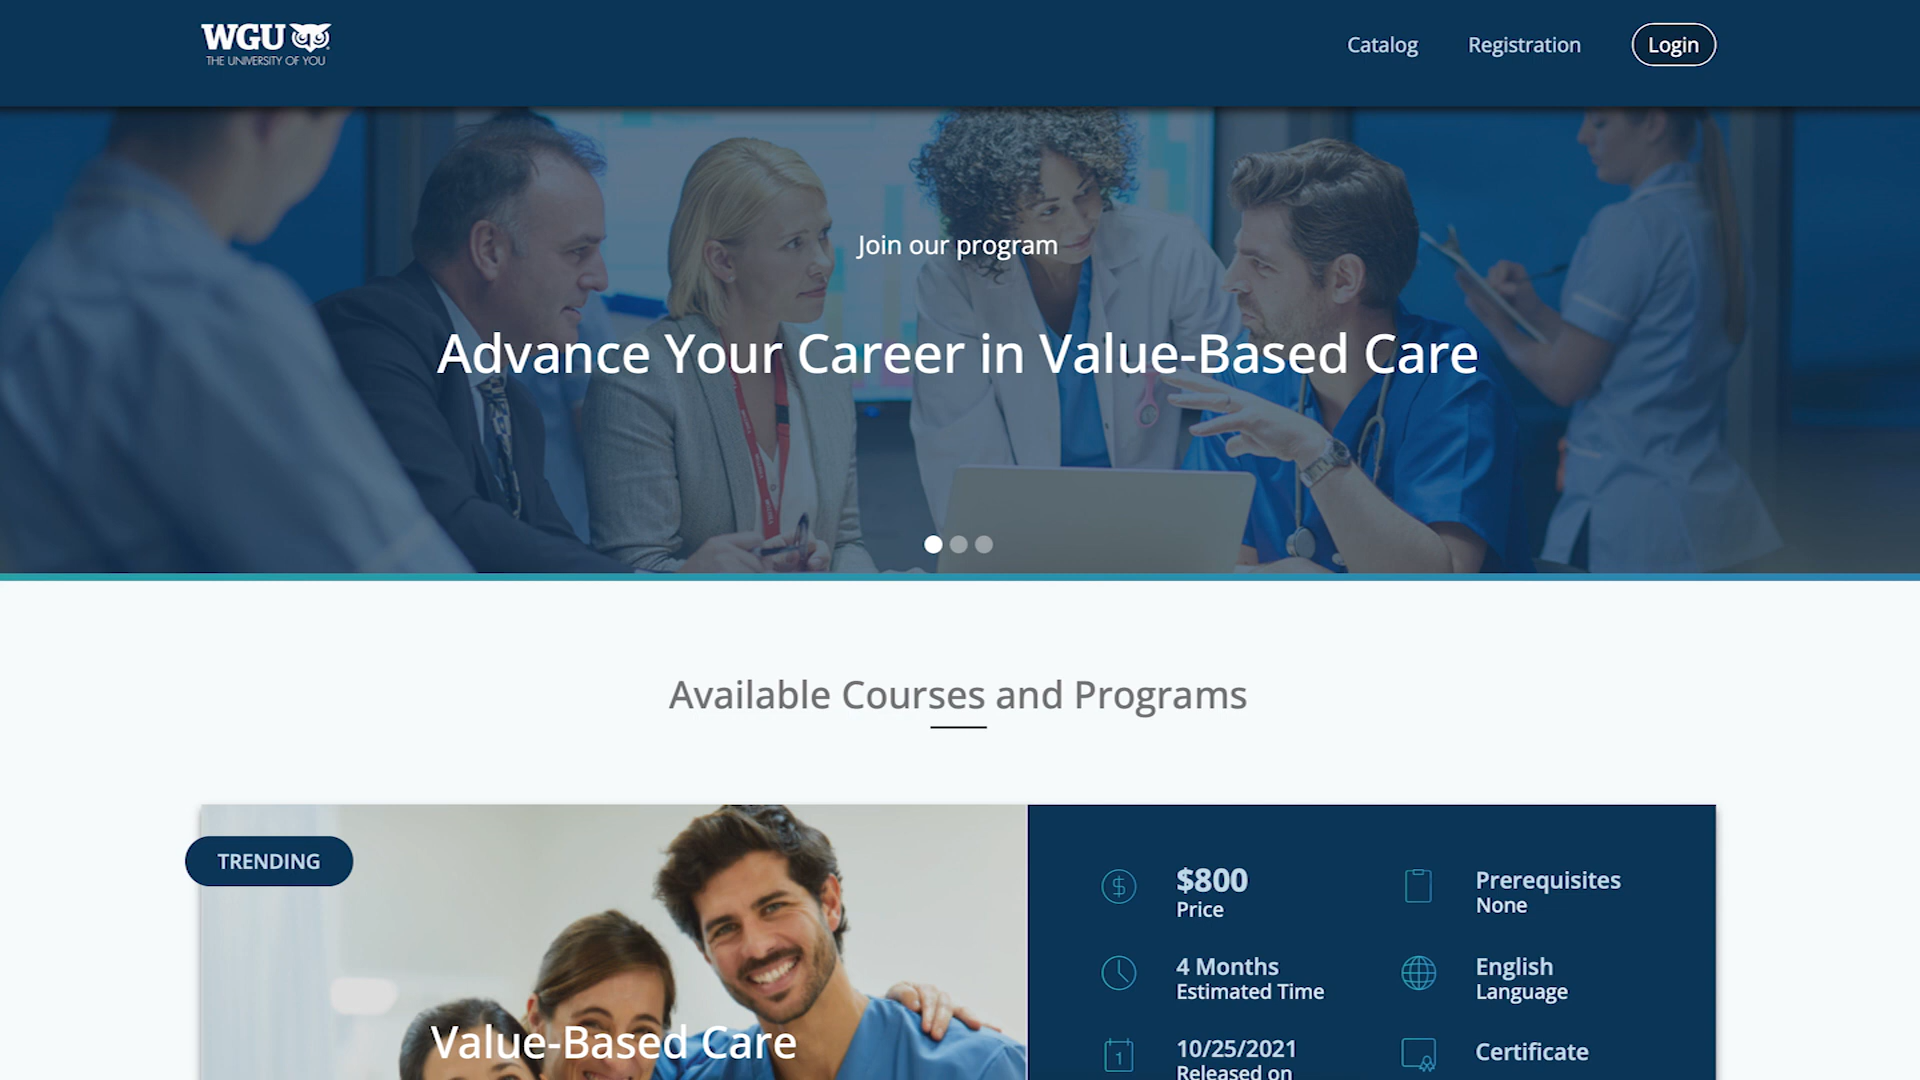 WGU
THE UNIVERSITY OF YOU
Catalog
Registration
Login
Join our program
Advance Your Career in Value-Based Care
Available Courses and Programs
TRENDING
Value-Based Care
$800
Price
Prerequisites
None
4 Months
Estimated Time
English
Language
10/25/2021
Released on
Certificate
1